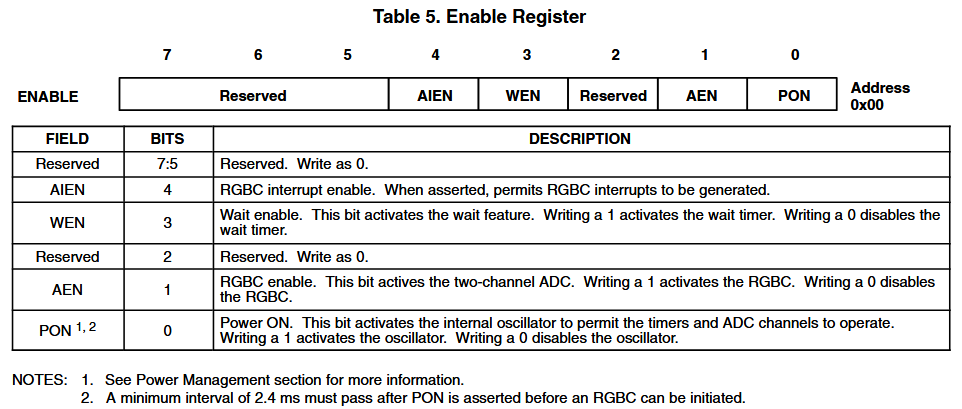 Table 5. Enable Register
7 6 5 4 3 2 1 0
ENABLE Reserved AIEN WEN Reserved AEN PON Address
0x00
FIELD BITS DESCRIPTION
Reserved 7:5 Reserved. Write as 0.
AIEN 4 RGBC interrupt enable. When asserted, permits RGBC interrupts to be generated.
WEN 3 Wait enable. This bit activates the wait feature. Writing a 1 activates the wait timer. Writing a 0 disables the
wait timer.
Reserved 2 Reserved. Write as 0.
AEN 1 RGBC enable. This bit actives the two-channel ADC. Writing a 1 activates the RGBC. Writing a 0 disables
the RGBC.
PON 1, 2 0 Power ON. This bit activates the internal oscillator to permit the timers and ADC channels to operate.
Writing a 1 activates the oscillator. Writing a 0 disables the oscillator.
NOTES: 1. See Power Management section for more information.
2. A minimum interval of 2.4 ms must pass after PON is asserted before an RGBC can be initiated.